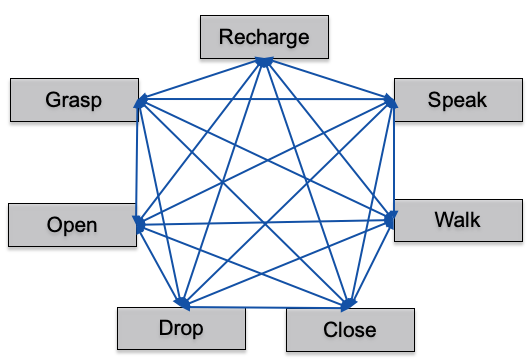 Recharge
Grasp
Speak
Open
Walk
Drop
Close